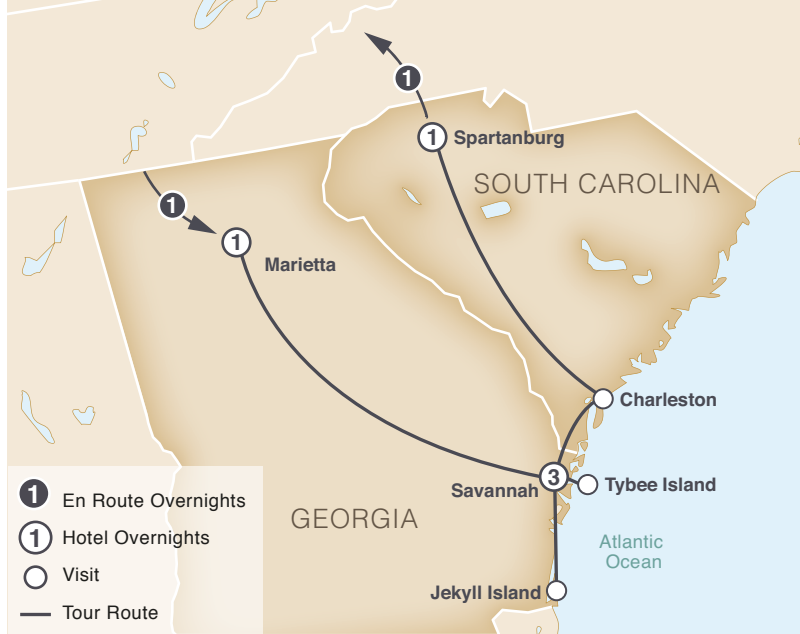 1
1
Spartanburg
SOUTH CAROLINA
1
1
Marietta
Charleston
3
Savannah
Tybee Island
GEORGIA
Atlantic
Ocean
Jekyll Island
1 En Route Overnights
1 Hotel Overnights
Visit
Tour Route